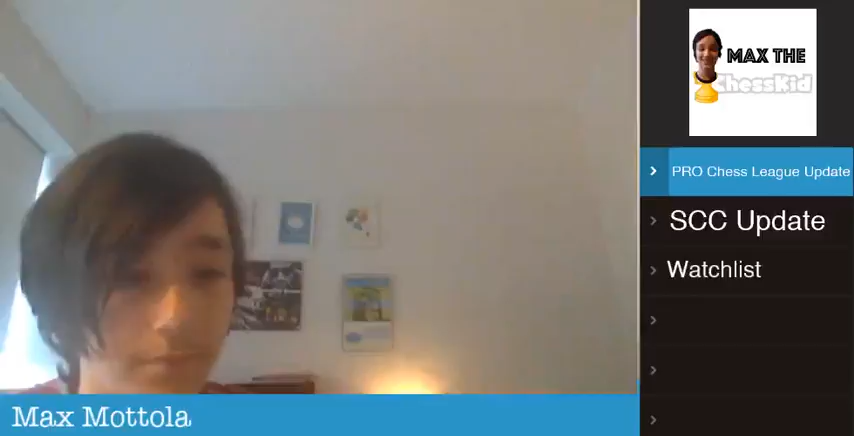 MAX THE
ChessKid
PRO Chess League Update
SCC Update
Watchlist
Max Mottola